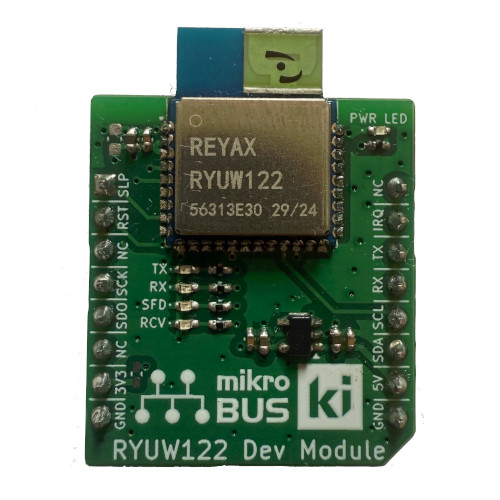 PWR LED
REYAX
RYUW122
56313E30 29/24
SLP
RST
NC
SCK
SDO
NC
3V3
GND
TX
RX
SFD
RCV
NC
IRQ
TX
RX
SCL
SDA
5V
GND
mikro
BUS
ki
RYUW122 Dev Module